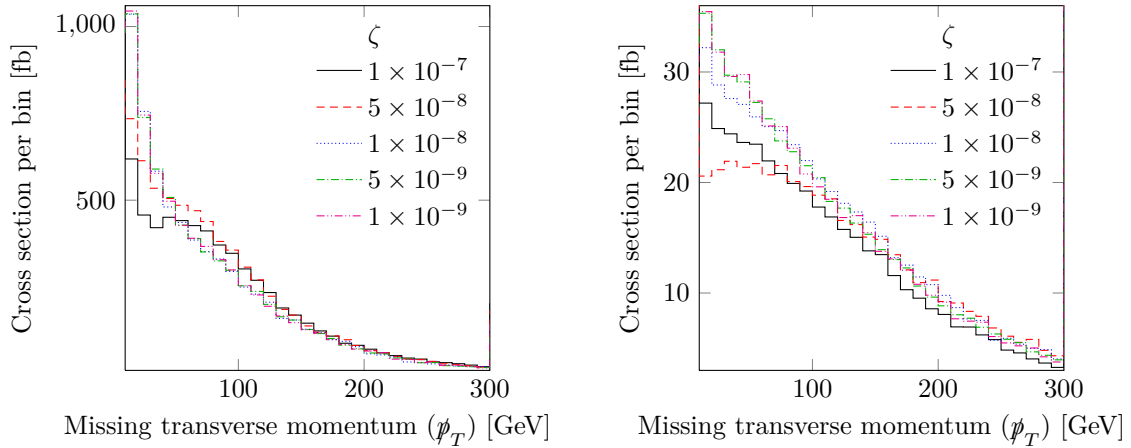 1,000
500
100
200
300
Cross section per bin [fb]
Missing transverse momentum (p̸_T) [GeV]
ζ
1 × 10⁻⁷
5 × 10⁻⁸
1 × 10⁻⁸
5 × 10⁻⁹
1 × 10⁻⁹
30
20
10
100
200
300
Cross section per bin [fb]
Missing transverse momentum (p̸_T) [GeV]
ζ
1 × 10⁻⁷
5 × 10⁻⁸
1 × 10⁻⁸
5 × 10⁻⁹
1 × 10⁻⁹